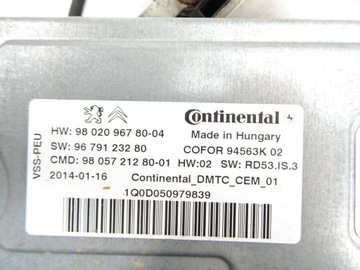 VSS-PEU
Continental
HW: 98 020 967 80-04
Made in Hungary
SW: 96 791 232 80
COFOR 94563K 02
CMD: 98 057 212 80-01 HW:02 SW: RD53.IS.3
2014-01-16 Continental_DMTC_CEM_01
1Q0D050979839